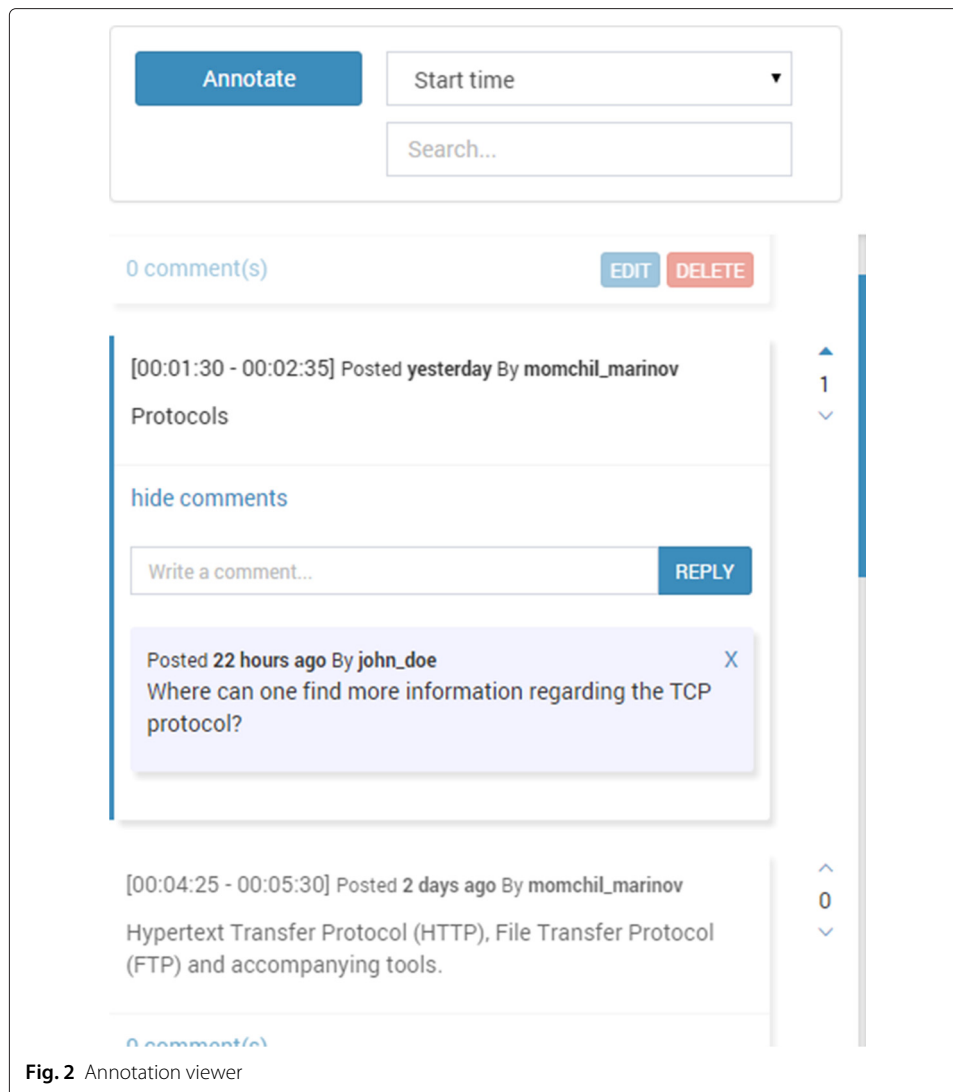 Annotate
Start time
Search...
0 comment(s)
EDIT DELETE
[00:01:30 - 00:02:35] Posted yesterday By momchil_marinov
1
Protocols
hide comments
Write a comment...
REPLY
Posted 22 hours ago By john_doe X
Where can one find more information regarding the TCP
protocol?
[00:04:25 - 00:05:30] Posted 2 days ago By momchil_marinov
0
Hypertext Transfer Protocol (HTTP), File Transfer Protocol
(FTP) and accompanying tools.
0 comment(s)
Fig. 2 Annotation viewer